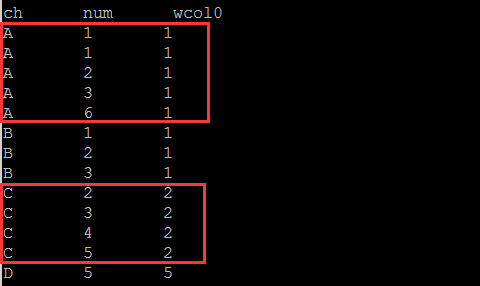 ch num wcol0
A 1 1
A 1 1
A 2 1
A 3 1
A 6 1
B 1 1
B 2 1
B 3 1
C 2 2
C 3 2
C 4 2
C 5 2
D 5 5